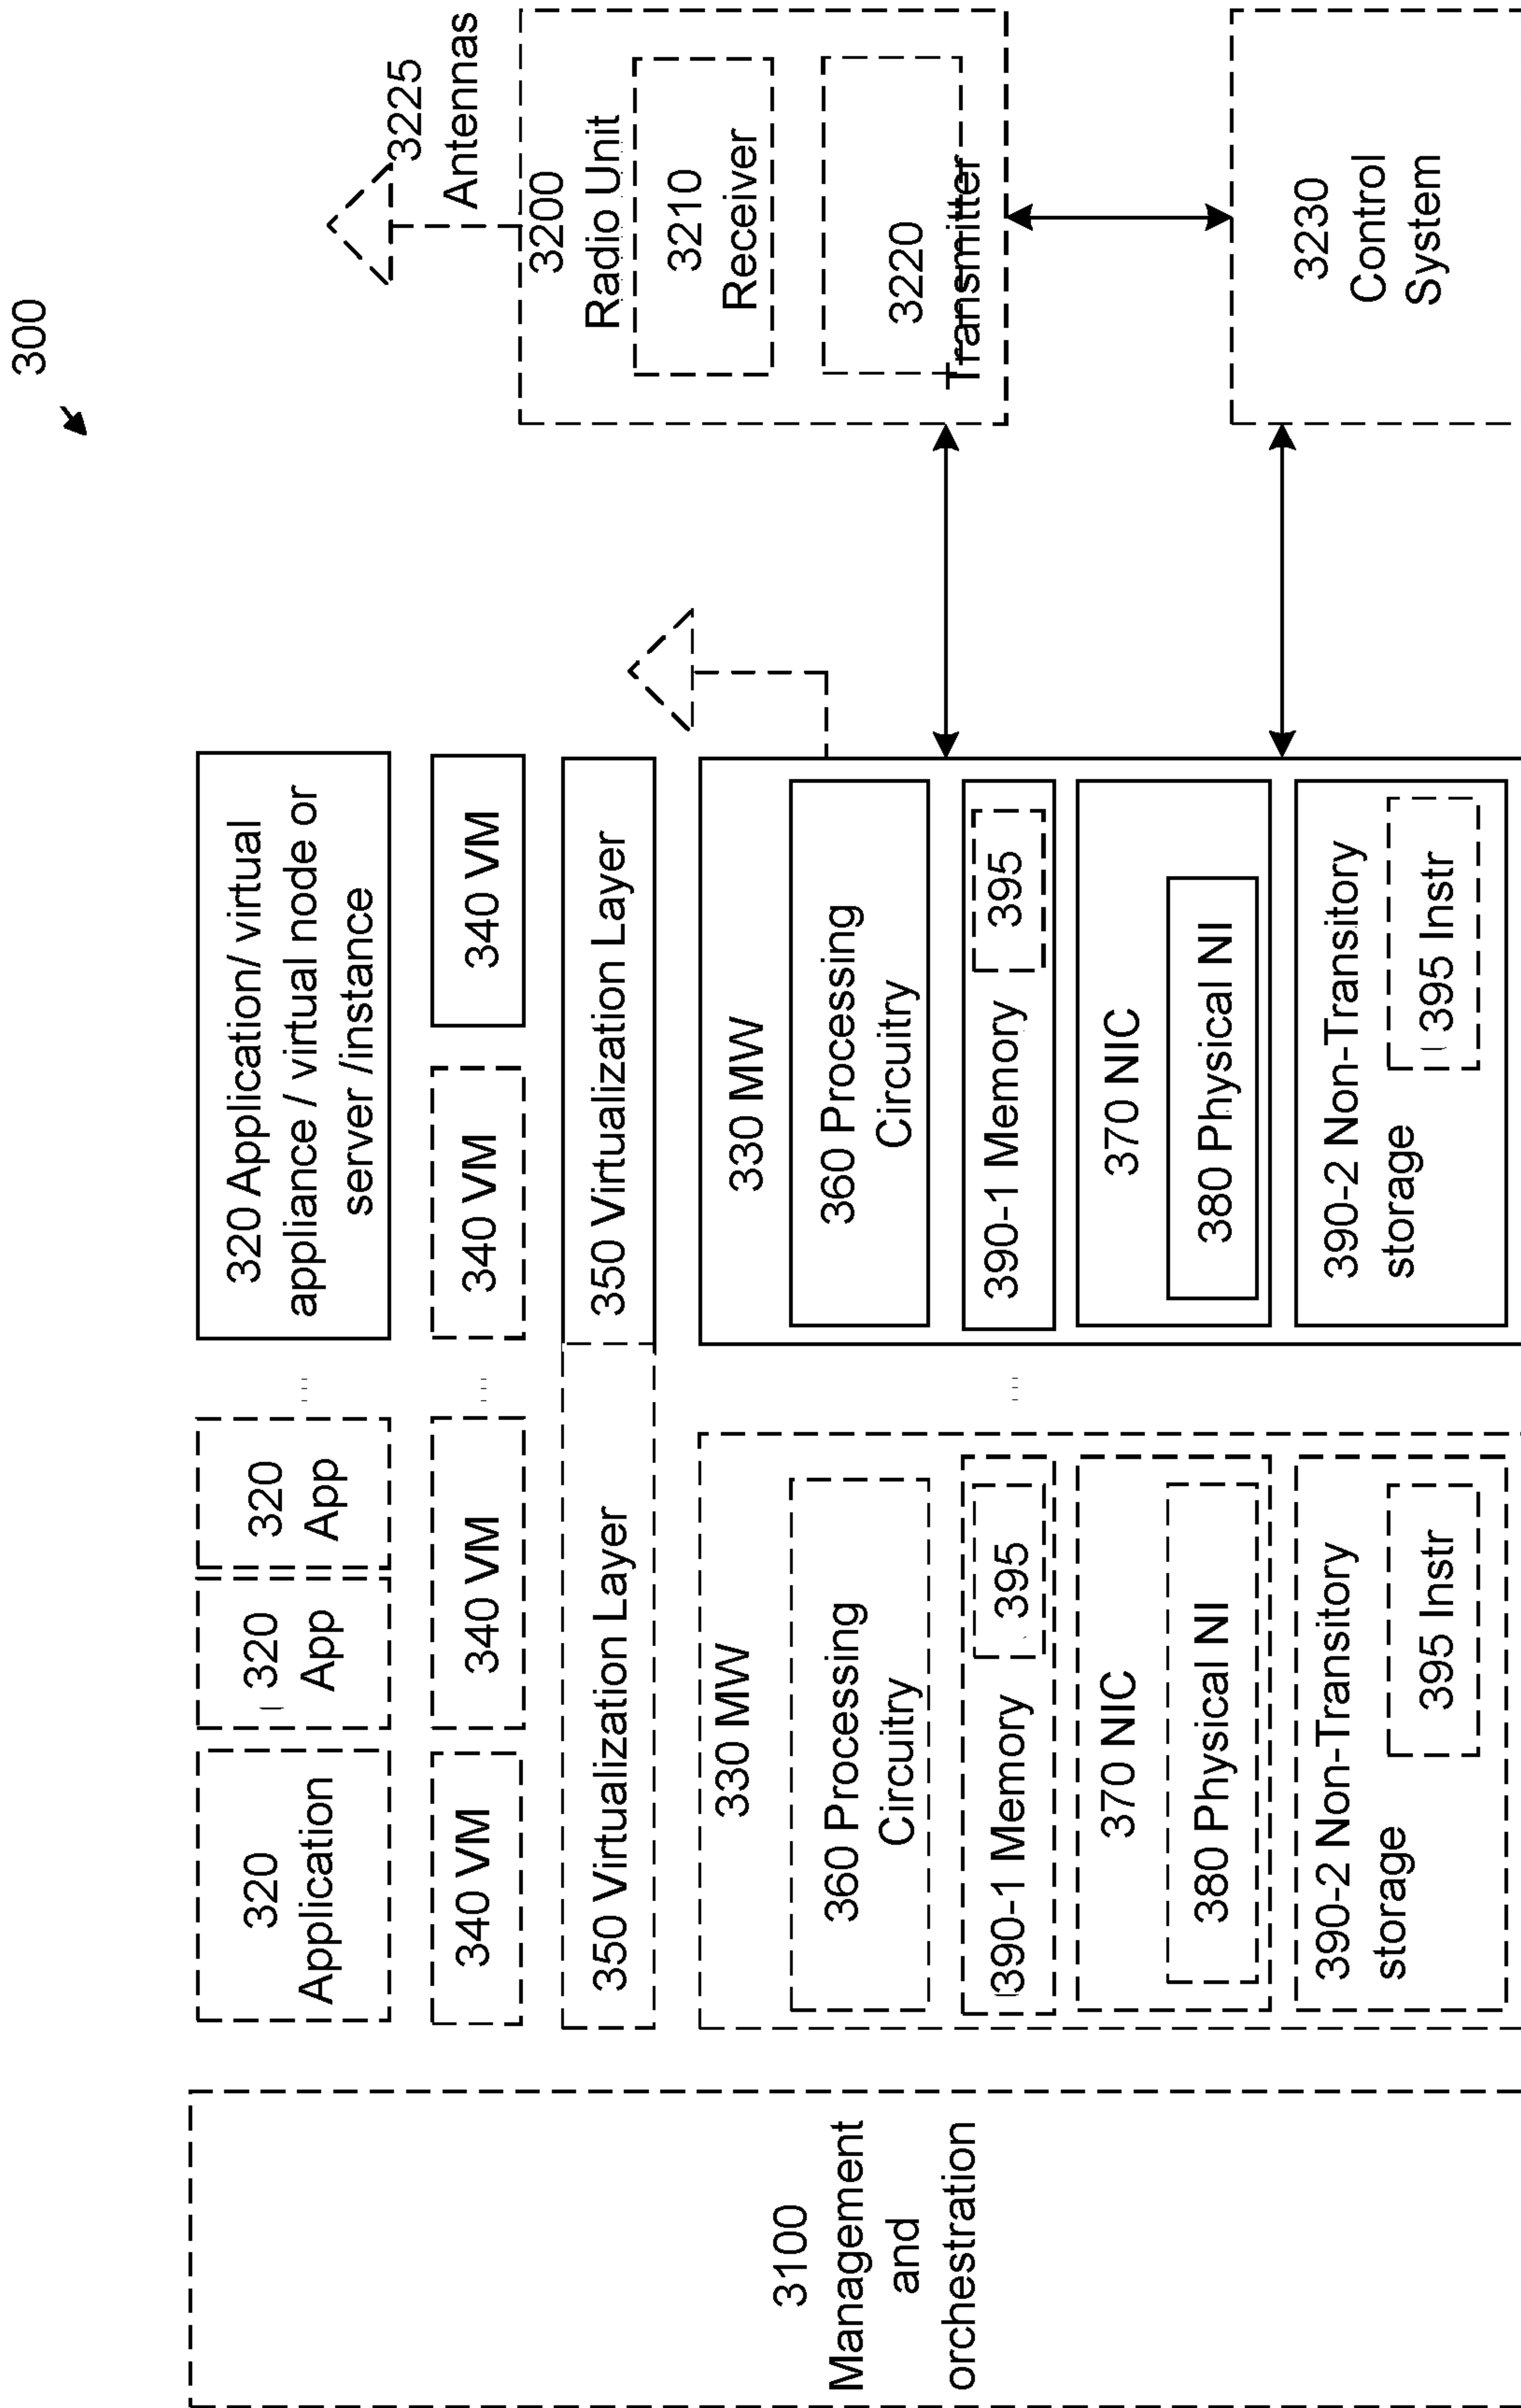 300
3100
Management
and
orchestration
320
Application
320
App
320
App
...
320 Application/ virtual
appliance / virtual node or
server /instance
340 VM
340 VM
...
340 VM
340 VM
350 Virtualization Layer
350 Virtualization Layer
330 MW
360 Processing
Circuitry
390-1 Memory
395
370 NIC
380 Physical NI
390-2 Non-Transitory
storage
395 Instr
...
330 MW
360 Processing
Circuitry
390-1 Memory
395
370 NIC
380 Physical NI
390-2 Non-Transitory
storage
395 Instr
3225
Antennas
3200
Radio Unit
3210
Receiver
3220
Transmitter
3230
Control
System